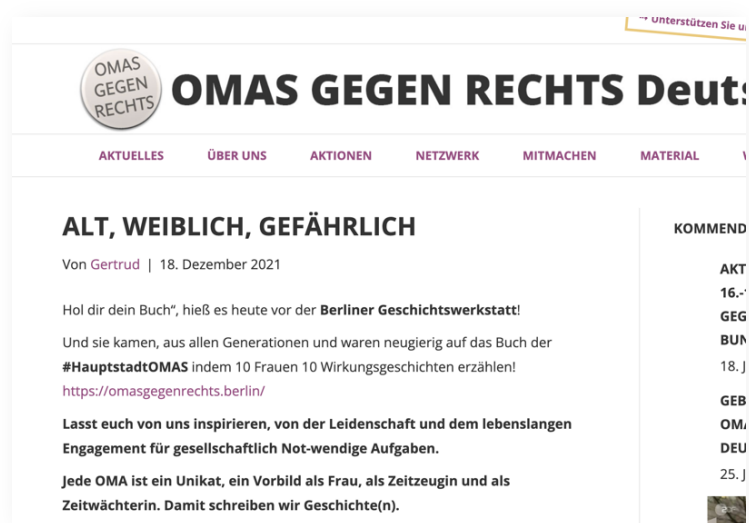 Unterstützen Sie
OMAS
GEGEN
RECHTS
OMAS GEGEN RECHTS
AKTUELLES ÜBER UNS AKTIONEN NETZWERK MITMACHEN MATERIAL
ALT, WEIBLICH, GEFÄHRLICH
Von Gertrud | 18. Dezember 2021
Hol dir dein Buch“, hieß es heute vor der Berliner Geschichtswerkstatt!
Und sie kamen, aus allen Generationen und waren neugierig auf das Buch der
#HauptstadtOMAS indem 10 Frauen 10 Wirkungsgeschichten erzählen!
https://omasgegenrechts.berlin/
Lasst euch von uns inspirieren, von der Leidenschaft und dem lebenslangen
Engagement für gesellschaftlich Not-wendige Aufgaben.
Jede OMA ist ein Unikat, ein Vorbild als Frau, als Zeitzeugin und als
Zeitwächterin. Damit schreiben wir Geschichte(n).
KOMMEND
AKT
16.-
GEG
BUN
18. J
GEB
OMA
DEU
25. J